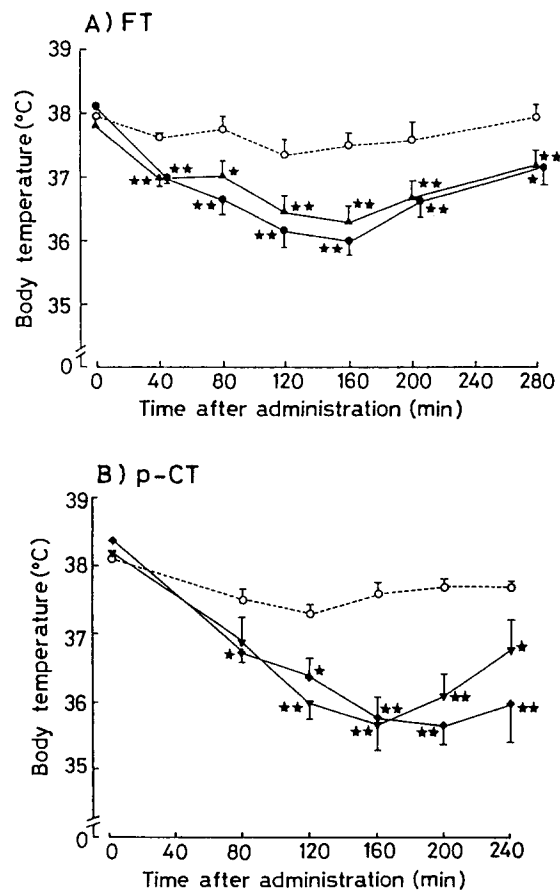 A) FT
39
38
37
36
35
0
Body temperature (°C)
★★ ★★ ★ ★★ ★★ ★★ ★★ ★★ ★★ ★★ ★★ ★
0 40 80 120 160 200 240 280
Time after administration (min)
B) p-CT
39
38
37
36
35
0
Body temperature (°C)
★ ★ ★★ ★★ ★★ ★★ ★★ ★ ★★
0 40 80 120 160 200 240
Time after administration (min)